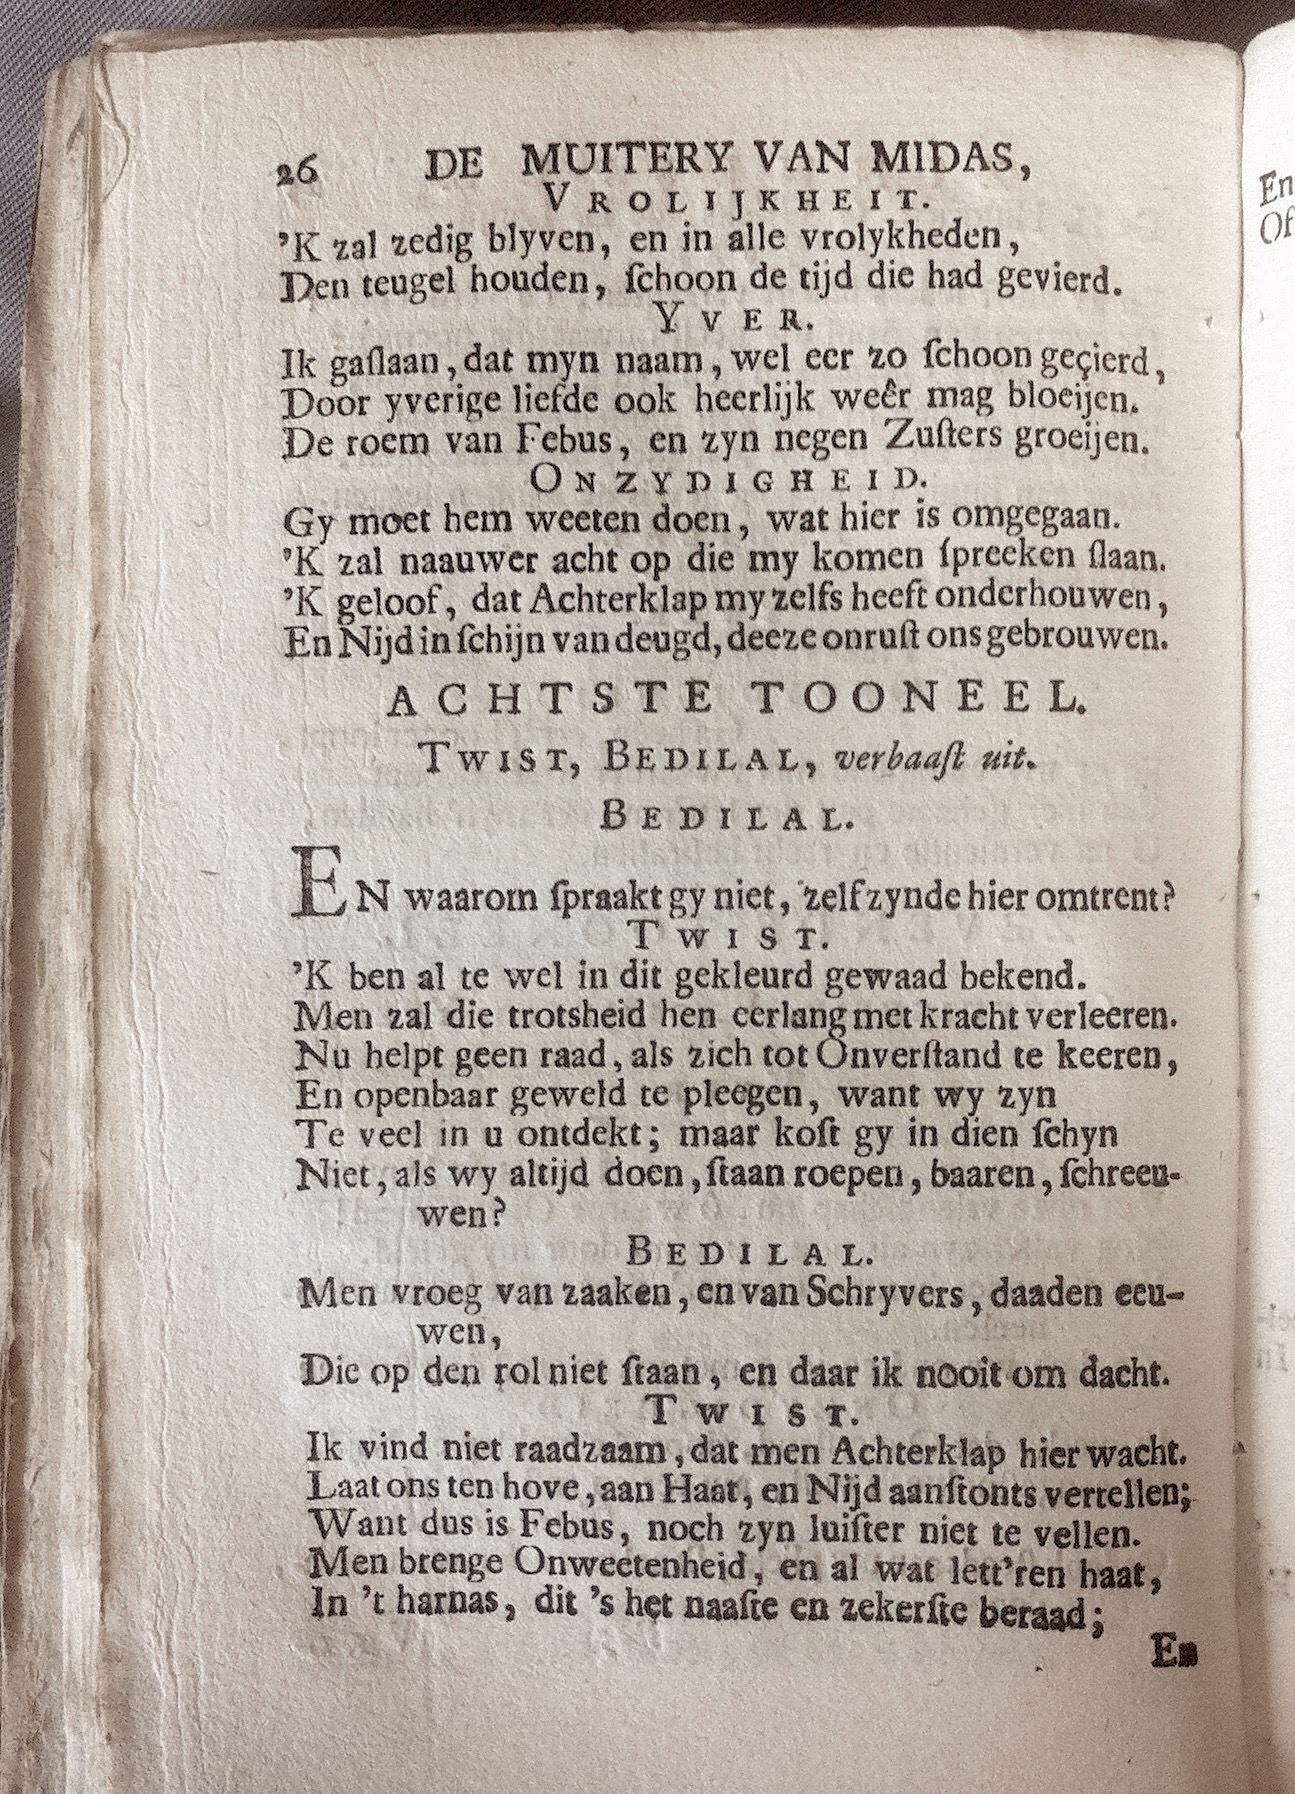 26 DE MUITERY VAN MIDAS,
VROLIJKHEIT.
'K zal zedig blyven, en in alle vrolykheden,
Den teugel houden, ſchoon de tijd die had gevierd.
YVER.
Ik gaſlaan, dat myn naam, wel eer zo ſchoon geçierd,
Door yverige liefde ook heerlijk weêr mag bloeijen.
De roem van Febus, en zyn negen Zuſters groeijen.
ONZYDIGHEID.
Gy moet hem weeten doen, wat hier is omgegaan.
'K zal naauwer acht op die my komen ſpreeken ſlaan.
'K geloof, dat Achterklap my zelfs heeft onderhouwen,
En Nijd in ſchijn van deugd, deeze onruſt ons gebrouwen.
ACHTSTE TOONEEL.
TWIST, BEDILAL, verbaaſt uit.
BEDILAL.
EN waarom ſpraakt gy niet, zelf zynde hier omtrent?
TWIST.
'K ben al te wel in dit gekleurd gewaad bekend.
Men zal die trotsheid hen eerlang met kracht verleeren.
Nu helpt geen raad, als zich tot Onverſtand te keeren,
En openbaar geweld te pleegen, want wy zyn
Te veel in u ontdekt; maar koſt gy in dien ſchyn
Niet, als wy altijd doen, ſtaan roepen, baaren, ſchreeu-
wen?
BEDILAL.
Men vroeg van zaaken, en van Schryvers, daaden eeu-
wen,
Die op den rol niet ſtaan, en daar ik nooit om dacht.
TWIST.
Ik vind niet raadzaam, dat men Achterklap hier wacht.
Laat ons ten hove, aan Haat, en Nijd aanſtonts vertellen;
Want dus is Febus, noch zyn luiſter niet te vellen.
Men brenge Onweetenheid, en al wat lett'ren haat,
In 't harnas, dit 's het naaſte en zekerſte beraad;
En
En
Of